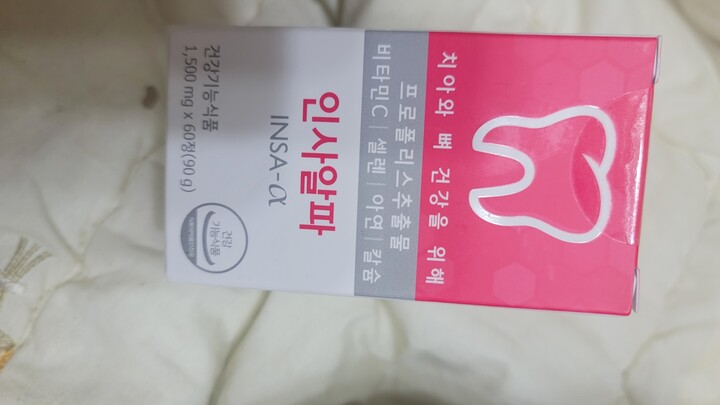 치아와 뼈 건강을 위해
프로폴리스추출물
비타민C | 셀렌 | 아연 | 칼슘
인사알파
INSA-α
건강기능식품
1,500 mg x 60정(90 g)
건강
기능식품